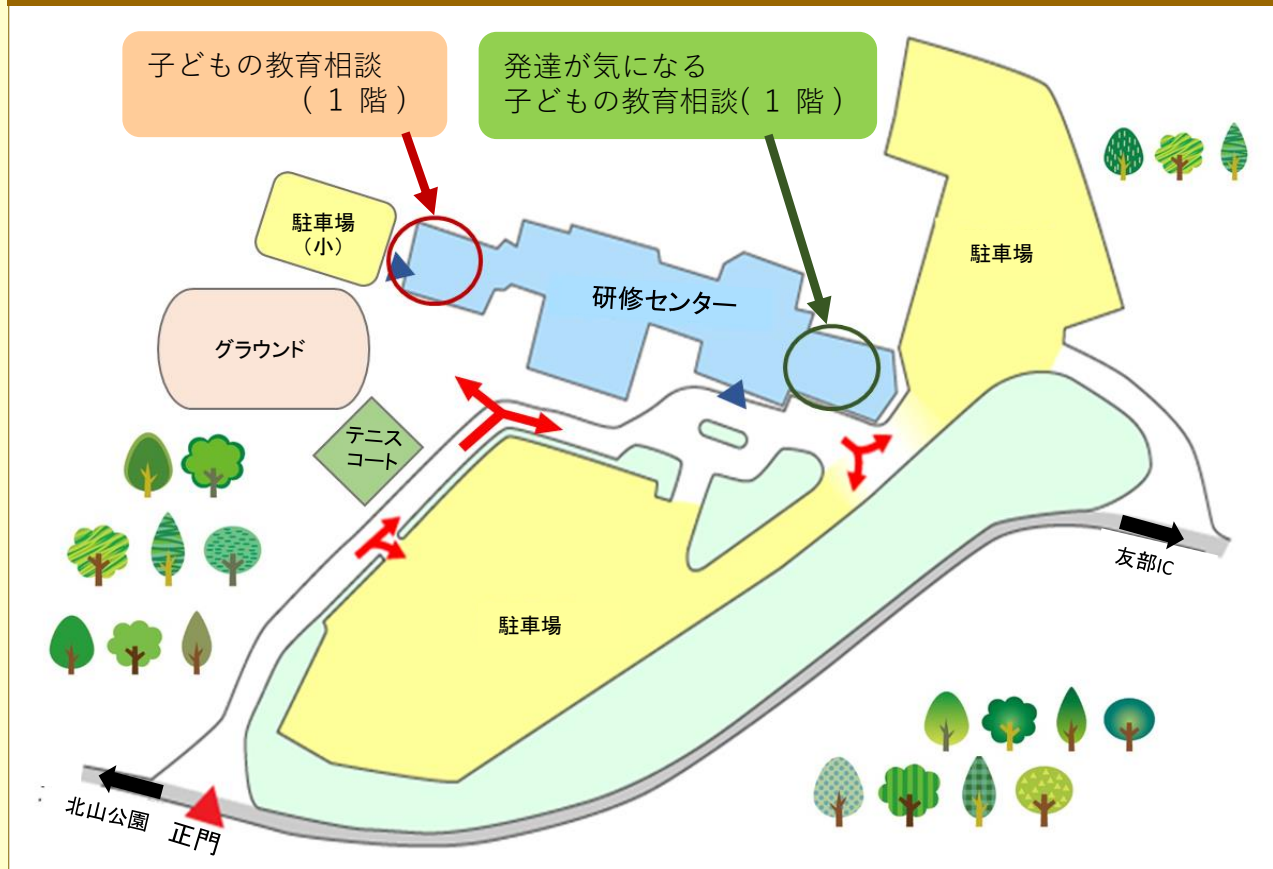 子どもの教育相談
( 1 階 )
発達が気になる
子どもの教育相談( 1 階 )
駐車場
(小)
駐車場
研修センター
グラウンド
テニス
コート
友部IC
駐車場
北山公園
正門